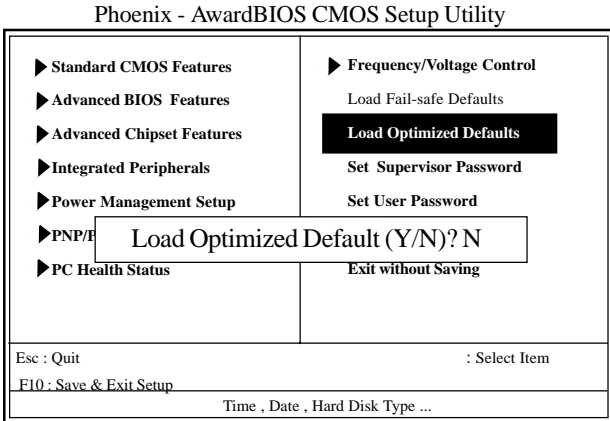 Phoenix - AwardBIOS CMOS Setup Utility
Standard CMOS Features
Advanced BIOS Features
Advanced Chipset Features
Integrated Peripherals
Power Management Setup
PNP/P
PC Health Status
Frequency/Voltage Control
Load Fail-safe Defaults
Load Optimized Defaults
Set Supervisor Password
Set User Password
Exit without Saving
Load Optimized Default (Y/N)? N
Esc : Quit
: Select Item
F10 : Save & Exit Setup
Time , Date , Hard Disk Type ...